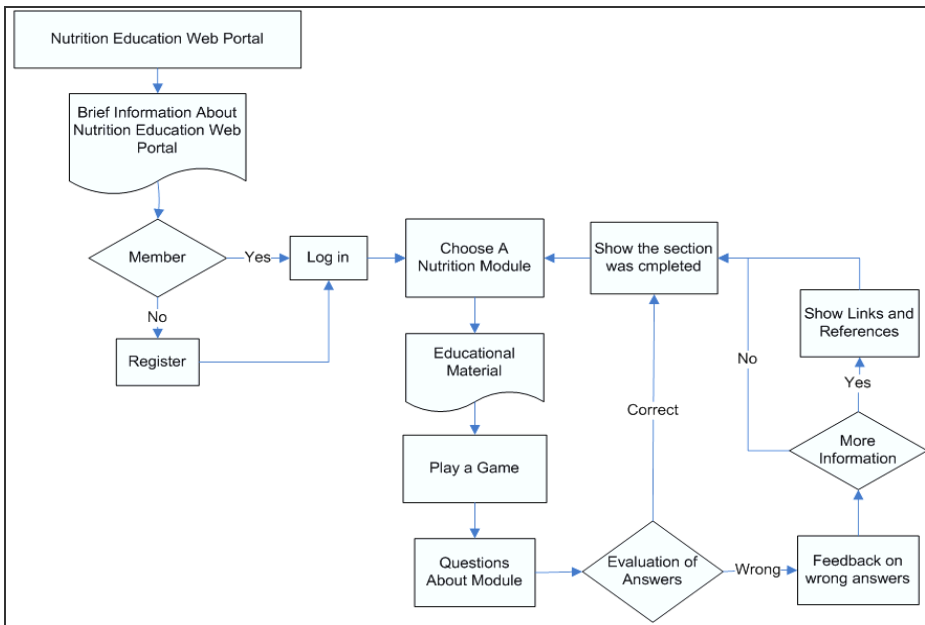 Nutrition Education Web Portal
Brief Information About
Nutrition Education Web
Portal
Member
Yes
Log in
No
Register
Choose A
Nutrition Module
Educational
Material
Play a Game
Questions
About Module
Evaluation of
Answers
Correct
Show the section
was cmpleted
Wrong
Feedback on
wrong answers
More
Information
No
Yes
Show Links and
References